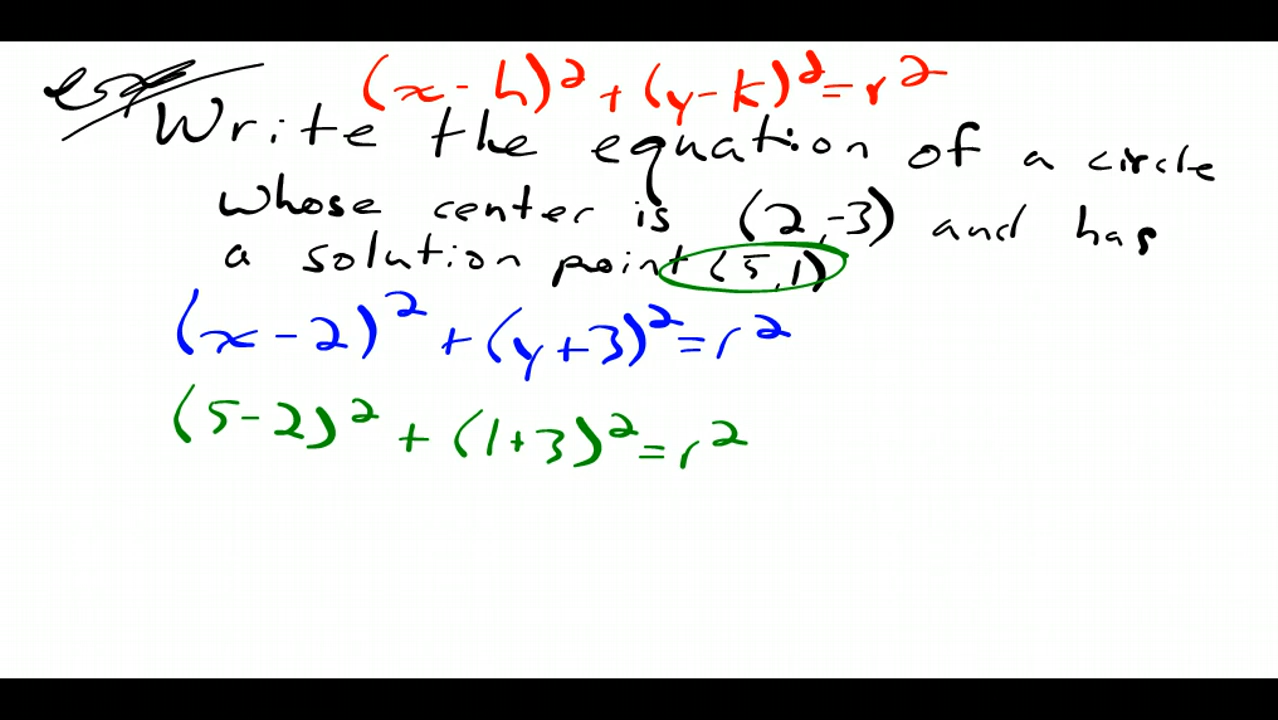 ex
(x-h)²+(y-k)²=r²
Write the equation of a circle
whose center is (2,-3) and has
a solution point (5,1)
(x-2)²+(y+3)²=r²
(5-2)²+(1+3)²=r²